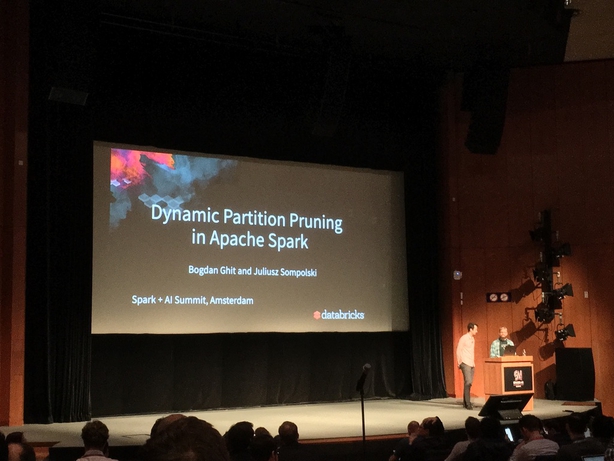 Dynamic Partition Pruning
in Apache Spark
Bogdan Ghit and Juliusz Sompolski
Spark + AI Summit, Amsterdam
databricks